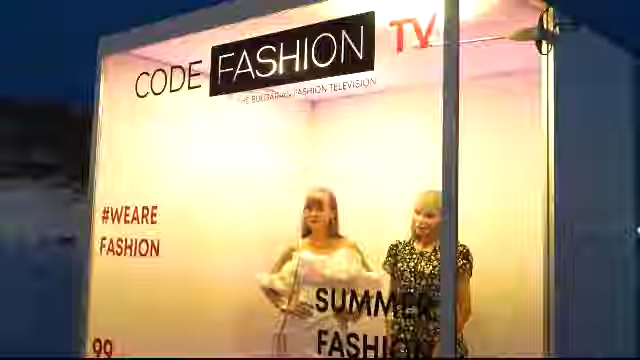 CODE FASHION TV
THE BULGARIAN FASHION TELEVISION
#WEARE
FASHION
SUMMER
FASHION
99